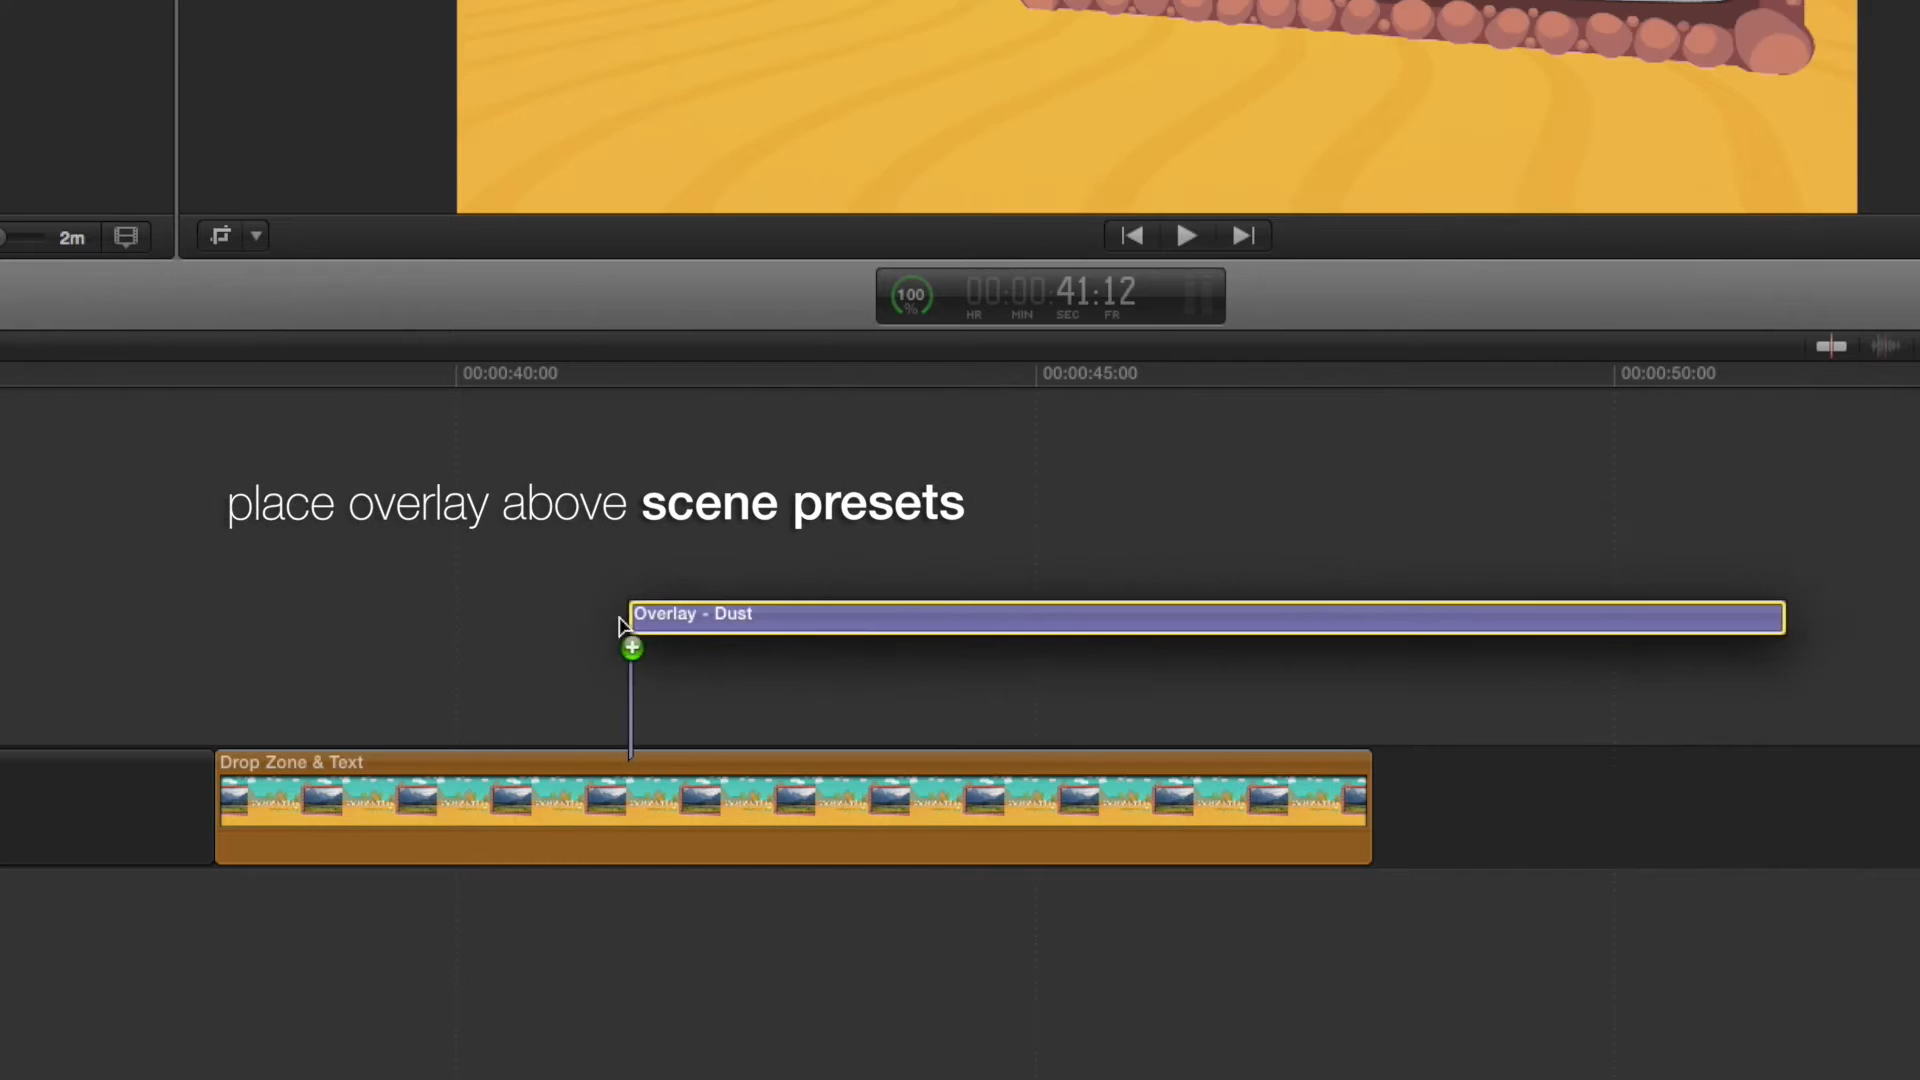 2m
100
%
00:00:41:12
HR MIN SEC FR
00:00:40:00 00:00:45:00 00:00:50:00
place overlay above scene presets
Overlay - Dust
Drop Zone & Text